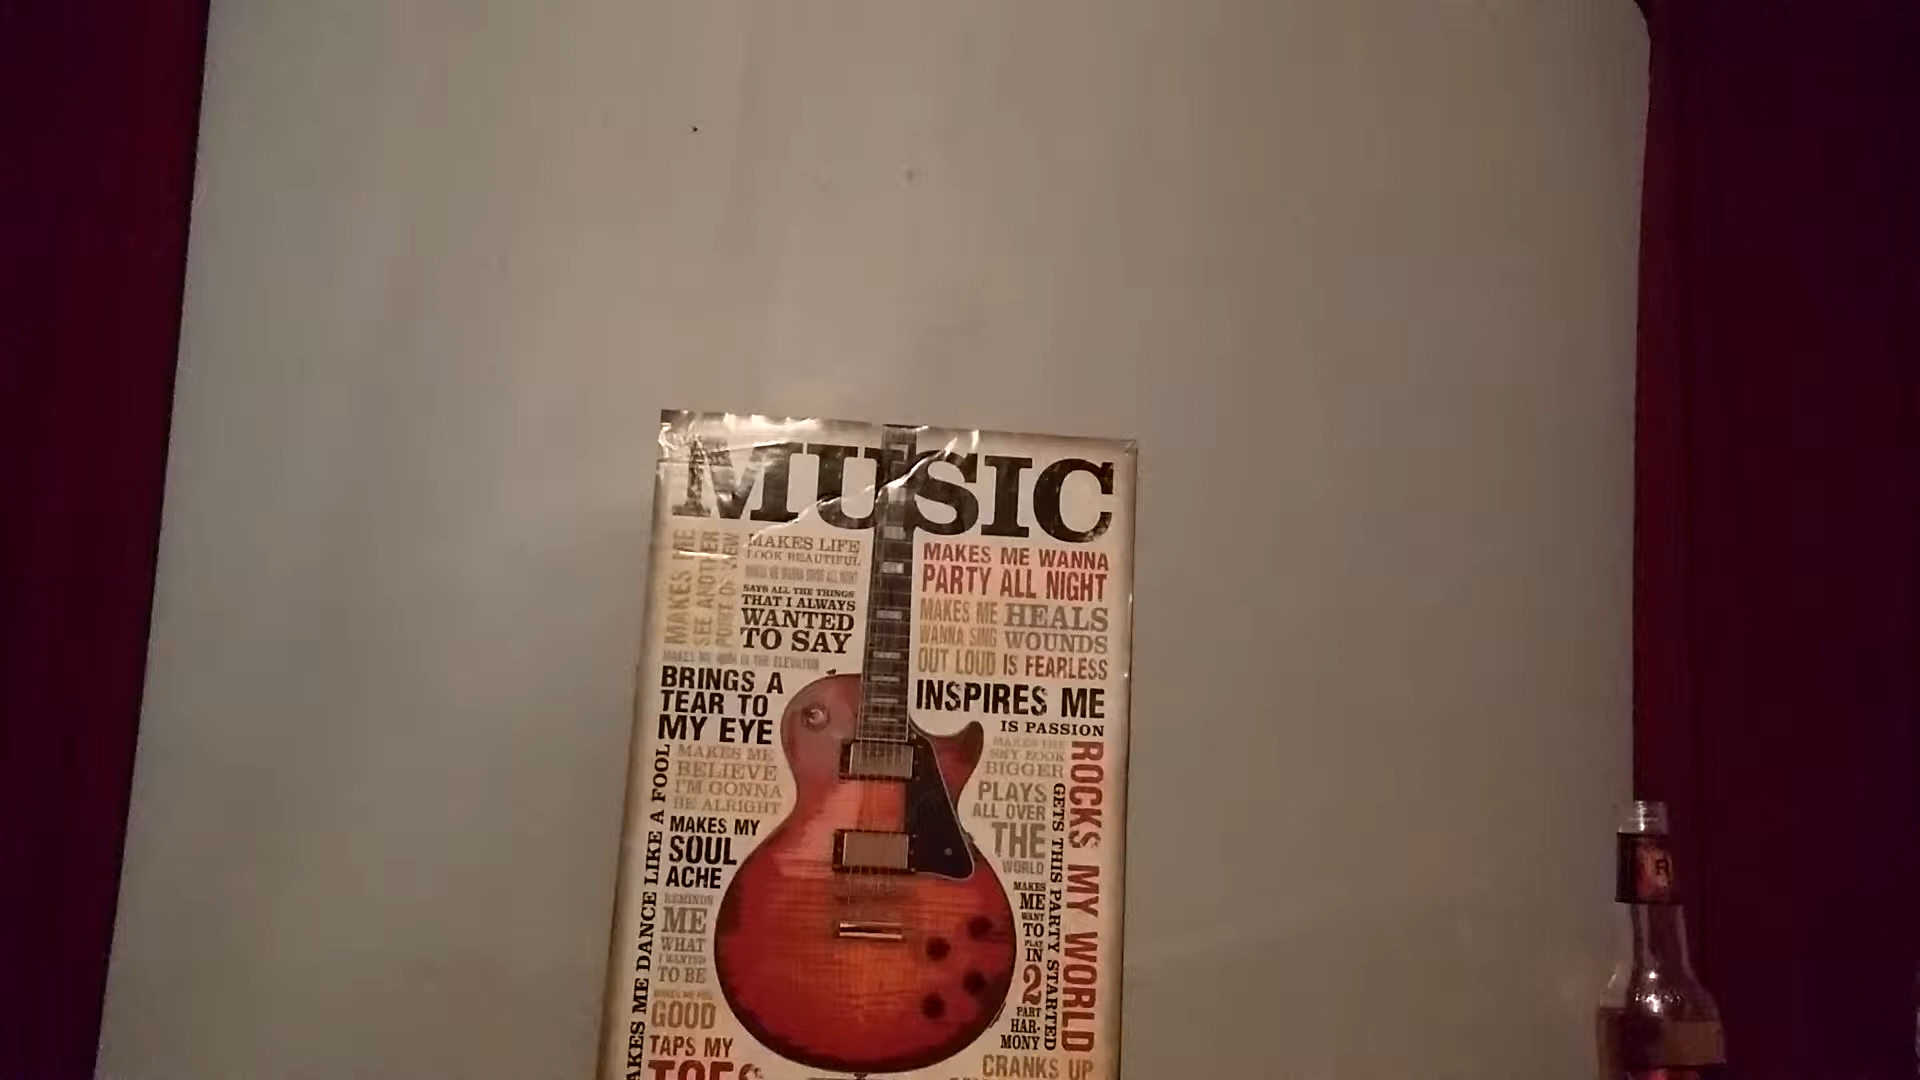 MUSIC
MAKES ME
SEE ANOTHER
POINT OF VIEW
MAKES LIFE
LOOK BEAUTIFUL
SAYS ALL THE THINGS
THAT I ALWAYS
WANTED
TO SAY
BRINGS A
TEAR TO
MY EYE
MAKES ME
BELIEVE
I'M GONNA
BE ALRIGHT
MAKES ME DANCE LIKE A FOOL
MAKES MY
SOUL
ACHE
REMINDS
ME
WHAT
I WANTED
TO BE
GOOD
TAPS MY
TOES
MAKES ME WANNA
PARTY ALL NIGHT
MAKES ME
WANNA SING
OUT LOUD
HEALS
WOUNDS
IS FEARLESS
INSPIRES ME
IS PASSION
MAKES THE
SKY LOOK
BIGGER
PLAYS
ALL OVER
THE
WORLD
ROCKS MY WORLD
GETS THIS PARTY STARTED
MAKES
ME
WANT
TO
PLAY
IN
2
PART
HAR-
MONY
CRANKS UP